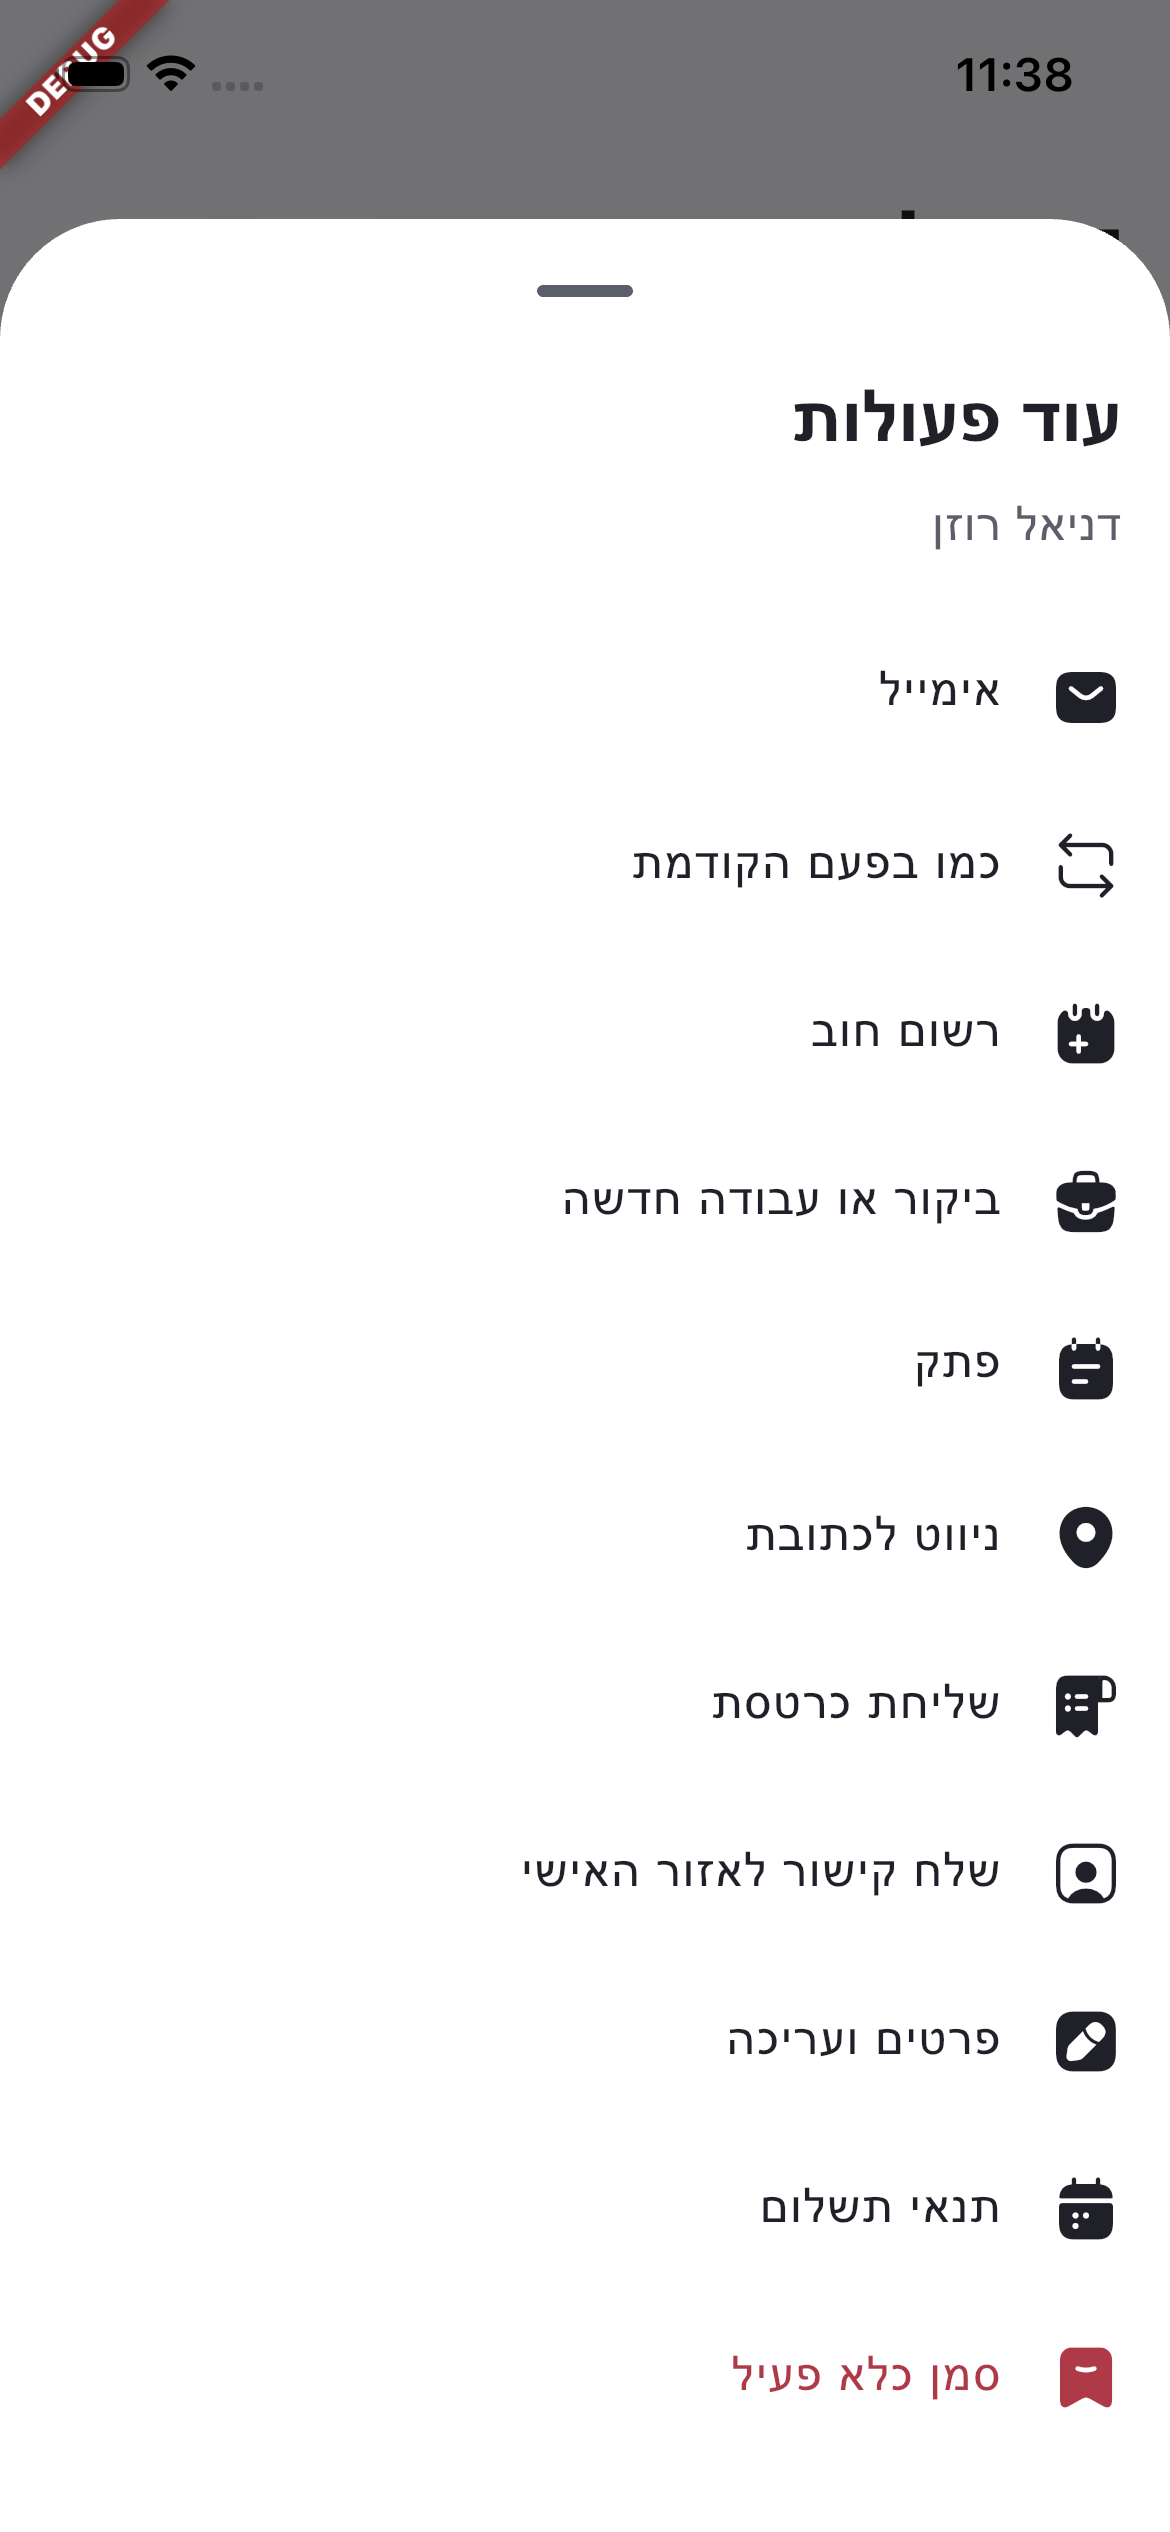 11:38
DEBUG
עוד פעולות
דניאל רוזן
אימייל
כמו בפעם הקודמת
רשום חוב
ביקור או עבודה חדשה
פתק
ניווט לכתובת
שליחת כרטסת
שלח קישור לאזור האישי
פרטים ועריכה
תנאי תשלום
סמן כלא פעיל